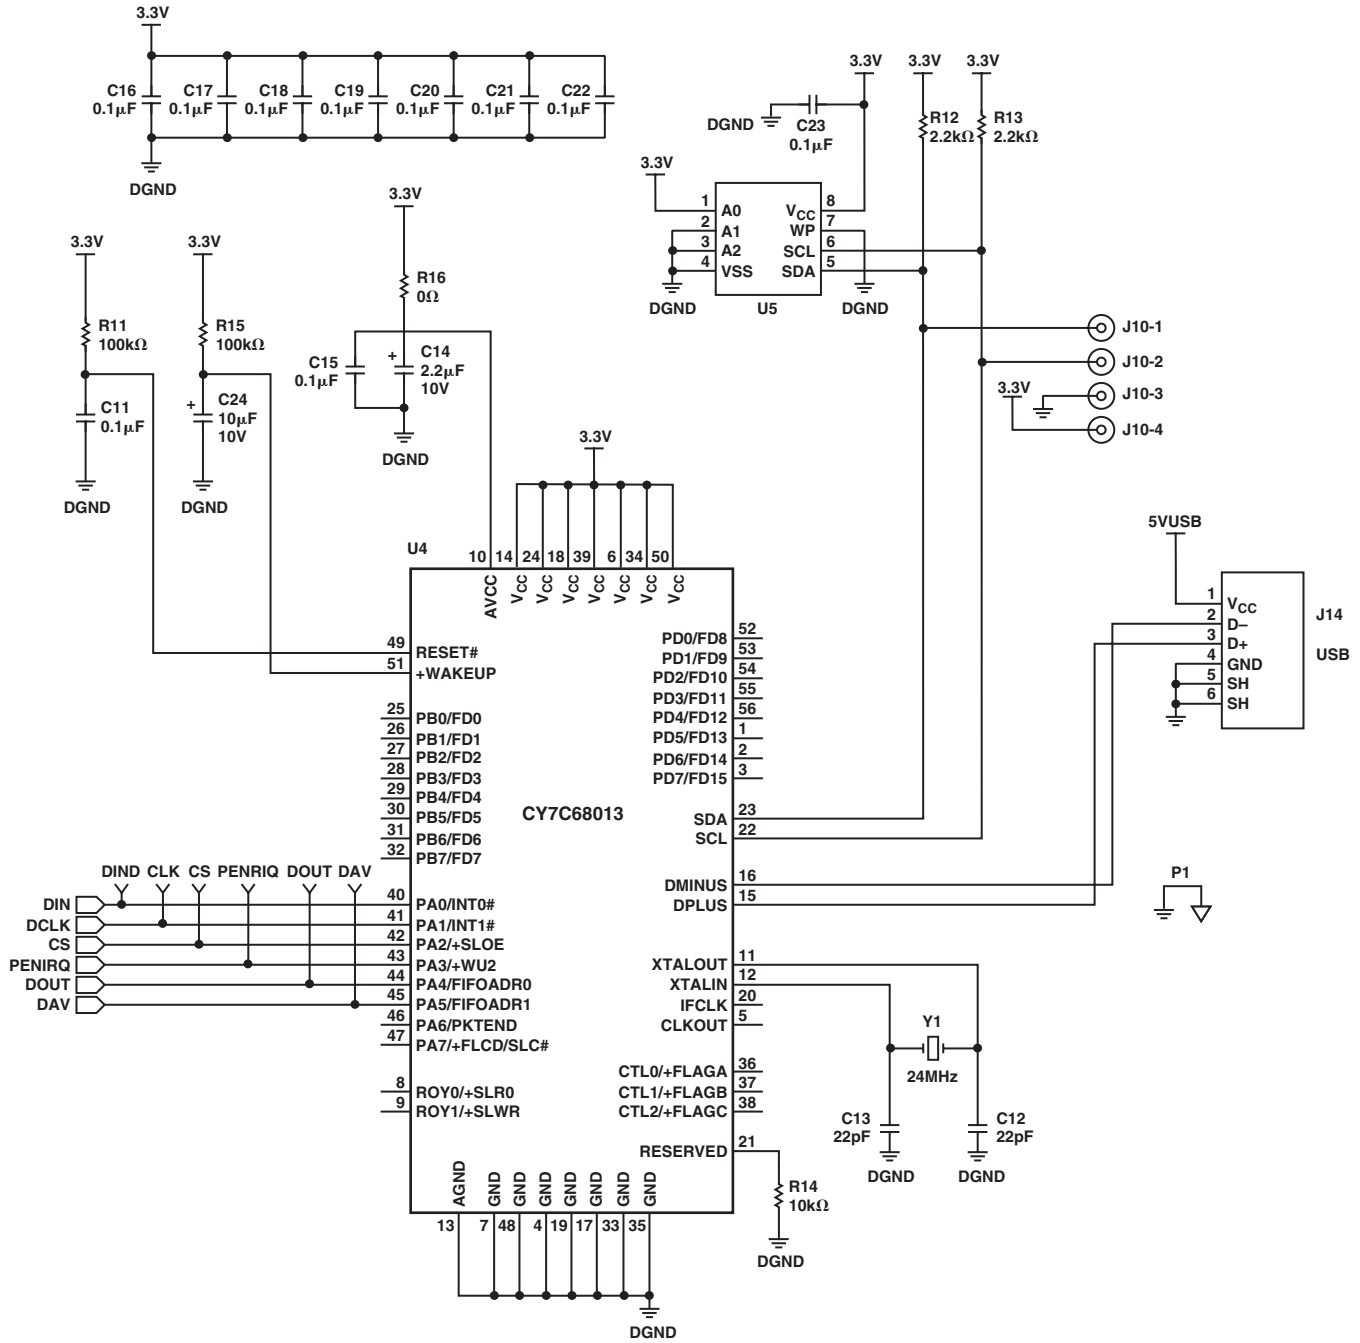 3.3V
C16
0.1µF
C17
0.1µF
C18
0.1µF
C19
0.1µF
C20
0.1µF
C21
0.1µF
C22
0.1µF
DGND
3.3V
3.3V
3.3V
DGND
C23
0.1µF
R12
2.2kΩ
R13
2.2kΩ
3.3V
1 A0
2 A1
3 A2
4 VSS
8 VCC
7 WP
6 SCL
5 SDA
DGND
U5
DGND
J10-1
J10-2
3.3V
J10-3
J10-4
3.3V
R11
100kΩ
C11
0.1µF
DGND
3.3V
R15
100kΩ
+
C24
10µF
10V
DGND
3.3V
R16
0Ω
C15
0.1µF
+
C14
2.2µF
10V
DGND
3.3V
U4
10 14 24 18 39 6 34 50
AVCC VCC VCC VCC VCC VCC VCC VCC
49 RESET#
51 +WAKEUP
25 PB0/FD0
26 PB1/FD1
27 PB2/FD2
28 PB3/FD3
29 PB4/FD4
30 PB5/FD5
31 PB6/FD6
32 PB7/FD7
DIND CLK CS PENRIQ DOUT DAV
DIN 40 PA0/INT0#
DCLK 41 PA1/INT1#
CS 42 PA2/+SLOE
PENIRQ 43 PA3/+WU2
DOUT 44 PA4/FIFOADR0
DAV 45 PA5/FIFOADR1
46 PA6/PKTEND
47 PA7/+FLCD/SLC#
8 ROY0/+SLR0
9 ROY1/+SLWR
CY7C68013
PD0/FD8 52
PD1/FD9 53
PD2/FD10 54
PD3/FD11 55
PD4/FD12 56
PD5/FD13 1
PD6/FD14 2
PD7/FD15 3
SDA 23
SCL 22
DMINUS 16
DPLUS 15
XTALOUT 11
XTALIN 12
IFCLK 20
CLKOUT 5
CTL0/+FLAGA 36
CTL1/+FLAGB 37
CTL2/+FLAGC 38
RESERVED 21
AGND GND GND GND GND GND GND GND
13 7 48 4 19 17 33 35
DGND
R14
10kΩ
DGND
Y1
24MHz
C13
22pF
DGND
C12
22pF
DGND
5VUSB
1 VCC
2 D–
3 D+
4 GND
5 SH
6 SH
J14
USB
P1